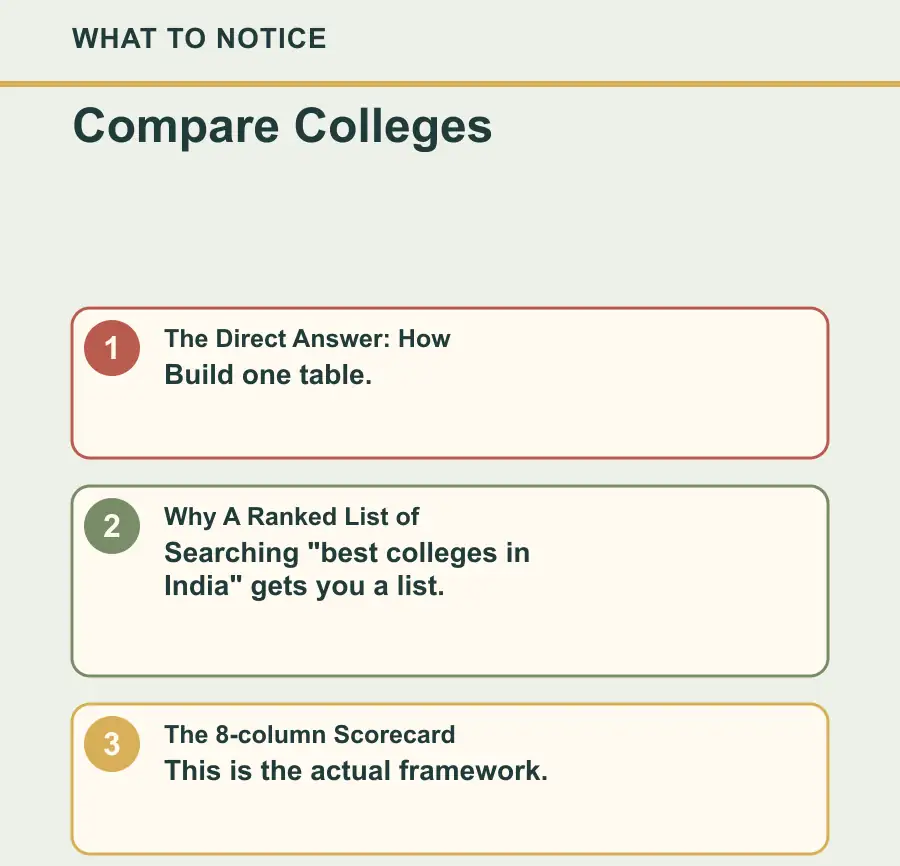 WHAT TO NOTICE
Compare Colleges
1
The Direct Answer: How
Build one table.
2
Why A Ranked List of
Searching "best colleges in
India" gets you a list.
3
The 8-column Scorecard
This is the actual framework.